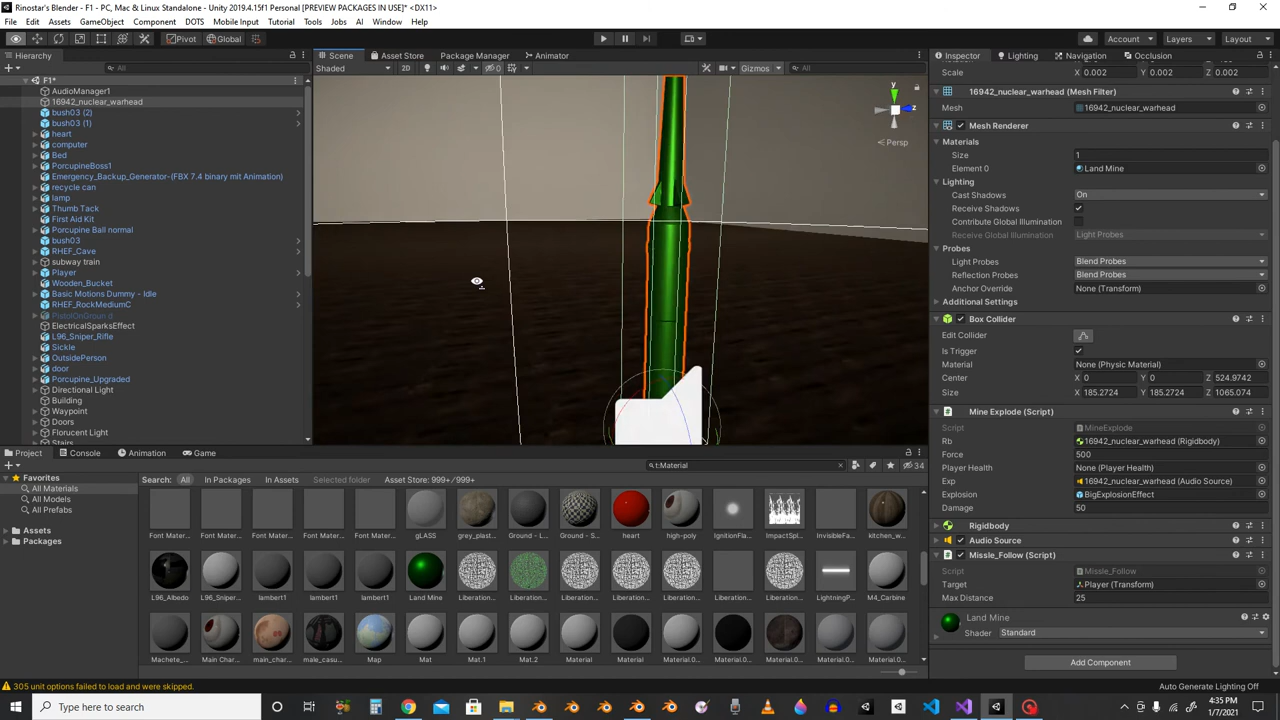 Rinostar's Blender - F1 - PC, Mac & Linux Standalone - Unity 2019.4.15f1 Personal [PREVIEW PACKAGES IN USE]* <DX11>
File Edit Assets GameObject Component DOTS Mobile Input Tutorial Tools Jobs AI Window Help
Pivot Global Account Layers Layout
Hierarchy
All
F1*
AudioManager1
16942_nuclear_warhead
bush03 (2)
bush03 (1)
heart
computer
Bed
PorcupineBoss1
Emergency_Backup_Generator-(FBX 7.4 binary mit Animation)
recycle can
lamp
Thumb Tack
First Aid Kit
Porcupine Ball normal
bush03
RHEF_Cave
subway train
Player
Wooden_Bucket
Basic Motions Dummy - Idle
RHEF_RockMediumC
PistolOnGroun d
ElectricalSparksEffect
L96_Sniper_Rifle
Sickle
OutsidePerson
door
Porcupine_Upgraded
Directional Light
Building
Waypoint
Doors
Florucent Light
Stairs
Scene Asset Store Package Manager Animator
Shaded 2D 0 Gizmos All
y
z
Persp
Inspector Lighting Navigation Occlusion
Scale X 0.002 Y 0.002 Z 0.002
16942_nuclear_warhead (Mesh Filter)
Mesh 16942_nuclear_warhead
Mesh Renderer
Materials
Size 1
Element 0 Land Mine
Lighting
Cast Shadows On
Receive Shadows
Contribute Global Illumination
Receive Global Illumination Light Probes
Probes
Light Probes Blend Probes
Reflection Probes Blend Probes
Anchor Override None (Transform)
Additional Settings
Box Collider
Edit Collider
Is Trigger
Material None (Physic Material)
Center X 0 Y 0 Z 524.9742
Size X 185.2724 Y 185.2724 Z 1065.074
Mine Explode (Script)
Script MineExplode
Rb 16942_nuclear_warhead (Rigidbody)
Force 500
Player Health None (Player Health)
Exp 16942_nuclear_warhead (Audio Source)
Explosion BigExplosionEffect
Damage 50
Rigidbody
Audio Source
Missle_Follow (Script)
Script Missle_Follow
Target Player (Transform)
Max Distance 25
Land Mine
Shader Standard
Add Component
Project Console Animation Game
t:Material
34
Favorites
All Materials
All Models
All Prefabs
Assets
Packages
Search: All In Packages In Assets Selected folder Asset Store: 999+/999+
Font Mater... Font Mater... Font Mater... Font Mater... Font Mater... gLASS grey_plast... Ground - L... Ground - S... heart high-poly IgnitionFla... ImpactSpl... InvisibleFa... kitchen_w...
L96_Albedo L96_Sniper... lambert1 lambert1 lambert1 Land Mine Liberation... Liberation... Liberation... Liberation... Liberation... Liberation... Liberation... LightningP... M4_Carbine
Machete_... Main Char... main_char... male_casu... Map Mat Mat.1 Mat.2 Material Material Material.0... Material.0... Material.0... Material.0... Material.0...
305 unit options failed to load and were skipped.
Auto Generate Lighting Off
Type here to search
4:35 PM
1/7/2021